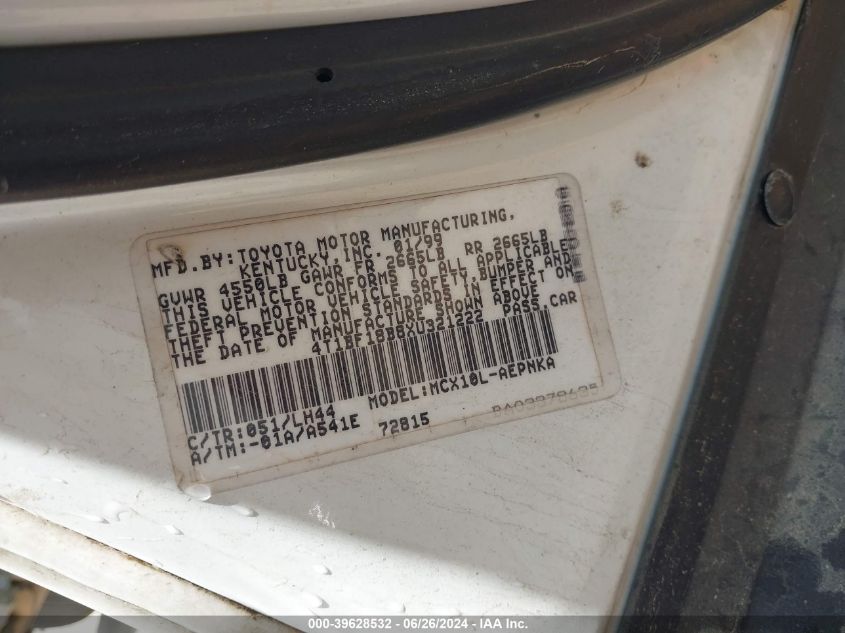 MFD.BY:TOYOTA MOTOR MANUFACTURING,
KENTUCKY,INC. 01/99
GVWR 4550LB GAWR FR 2665LB RR 2665LB
THIS VEHICLE CONFORMS TO ALL APPLICABLE
FEDERAL MOTOR VEHICLE SAFETY,BUMPER AND
THEFT PREVENTION STANDARDS IN EFFECT ON
THE DATE OF MANUFACTURE SHOWN ABOVE.
4T1BF18B8XU321222 PASS.CAR
C/TR:051/LH44 MODEL:MCX10L-AEPNKA
A/TM:-01A/A541E 72815
000-39628532 - 06/26/2024 - IAA Inc.